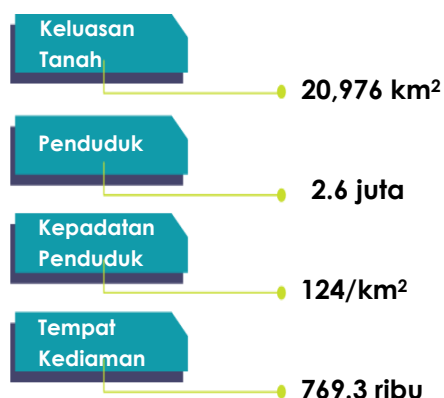 Keluasan
Tanah
20,976 km²
Penduduk
2.6 juta
Kepadatan
Penduduk
124/km²
Tempat
Kediaman
769.3 ribu